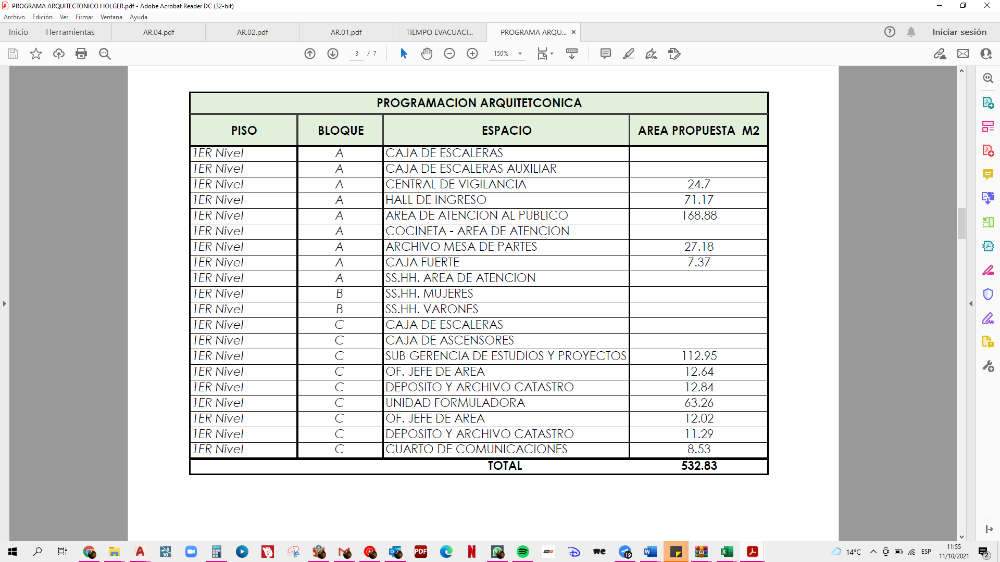 PROGRAMA ARQUITECTONICO HOLGER.pdf - Adobe Acrobat Reader DC (32-bit)
Archivo Edición Ver Firmar Ventana Ayuda
Inicio Herramientas AR.04.pdf AR.02.pdf AR.01.pdf TIEMPO EVACUACI... PROGRAMA ARQU... Iniciar sesión
3 / 7 150%
PROGRAMACION ARQUITETCONICA
PISO BLOQUE ESPACIO AREA PROPUESTA M2
1ER Nivel A CAJA DE ESCALERAS
1ER Nivel A CAJA DE ESCALERAS AUXILIAR
1ER Nivel A CENTRAL DE VIGILANCIA 24.7
1ER Nivel A HALL DE INGRESO 71.17
1ER Nivel A AREA DE ATENCION AL PUBLICO 168.88
1ER Nivel A COCINETA - AREA DE ATENCION
1ER Nivel A ARCHIVO MESA DE PARTES 27.18
1ER Nivel A CAJA FUERTE 7.37
1ER Nivel A SS.HH. AREA DE ATENCION
1ER Nivel B SS.HH. MUJERES
1ER Nivel B SS.HH. VARONES
1ER Nivel C CAJA DE ESCALERAS
1ER Nivel C CAJA DE ASCENSORES
1ER Nivel C SUB GERENCIA DE ESTUDIOS Y PROYECTOS 112.95
1ER Nivel C OF. JEFE DE AREA 12.64
1ER Nivel C DEPOSITO Y ARCHIVO CATASTRO 12.84
1ER Nivel C UNIDAD FORMULADORA 63.26
1ER Nivel C OF. JEFE DE AREA 12.02
1ER Nivel C DEPOSITO Y ARCHIVO CATASTRO 11.29
1ER Nivel C CUARTO DE COMUNICACIONES 8.53
TOTAL 532.83
10 PDF we 19 14°C ESP 11:55
11/10/2021 2